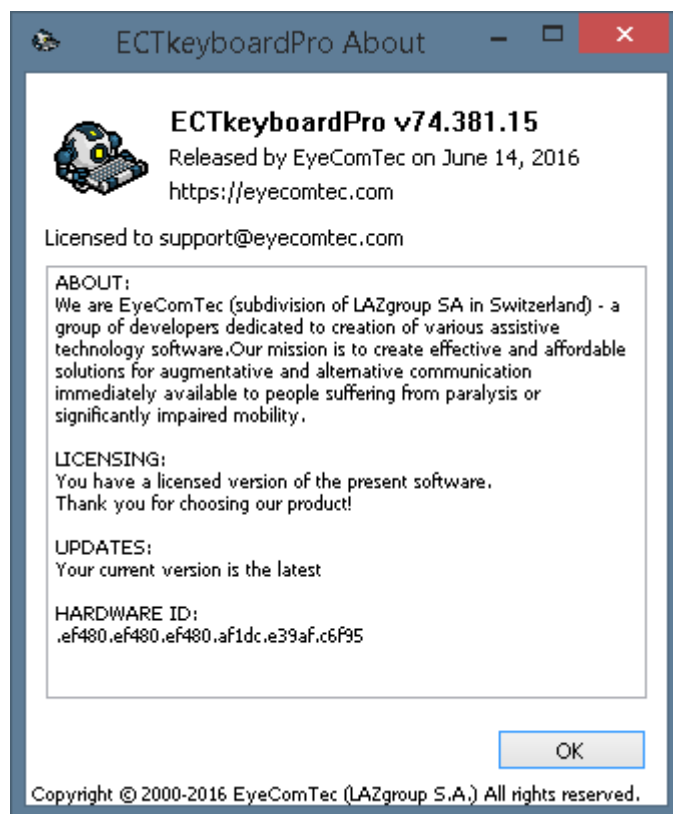 ECTkeyboardPro About
ECTkeyboardPro v74.381.15
Released by EyeComTec on June 14, 2016
https://eyecomtec.com
Licensed to support@eyecomtec.com
ABOUT:
We are EyeComTec (subdivision of LAZgroup SA in Switzerland) - a
group of developers dedicated to creation of various assistive
technology software.Our mission is to create effective and affordable
solutions for augmentative and alternative communication
immediately available to people suffering from paralysis or
significantly impaired mobility.
LICENSING:
You have a licensed version of the present software.
Thank you for choosing our product!
UPDATES:
Your current version is the latest
HARDWARE ID:
.ef480.ef480.ef480.af1dc.e39af.c6f95
OK
Copyright © 2000-2016 EyeComTec (LAZgroup S.A.) All rights reserved.